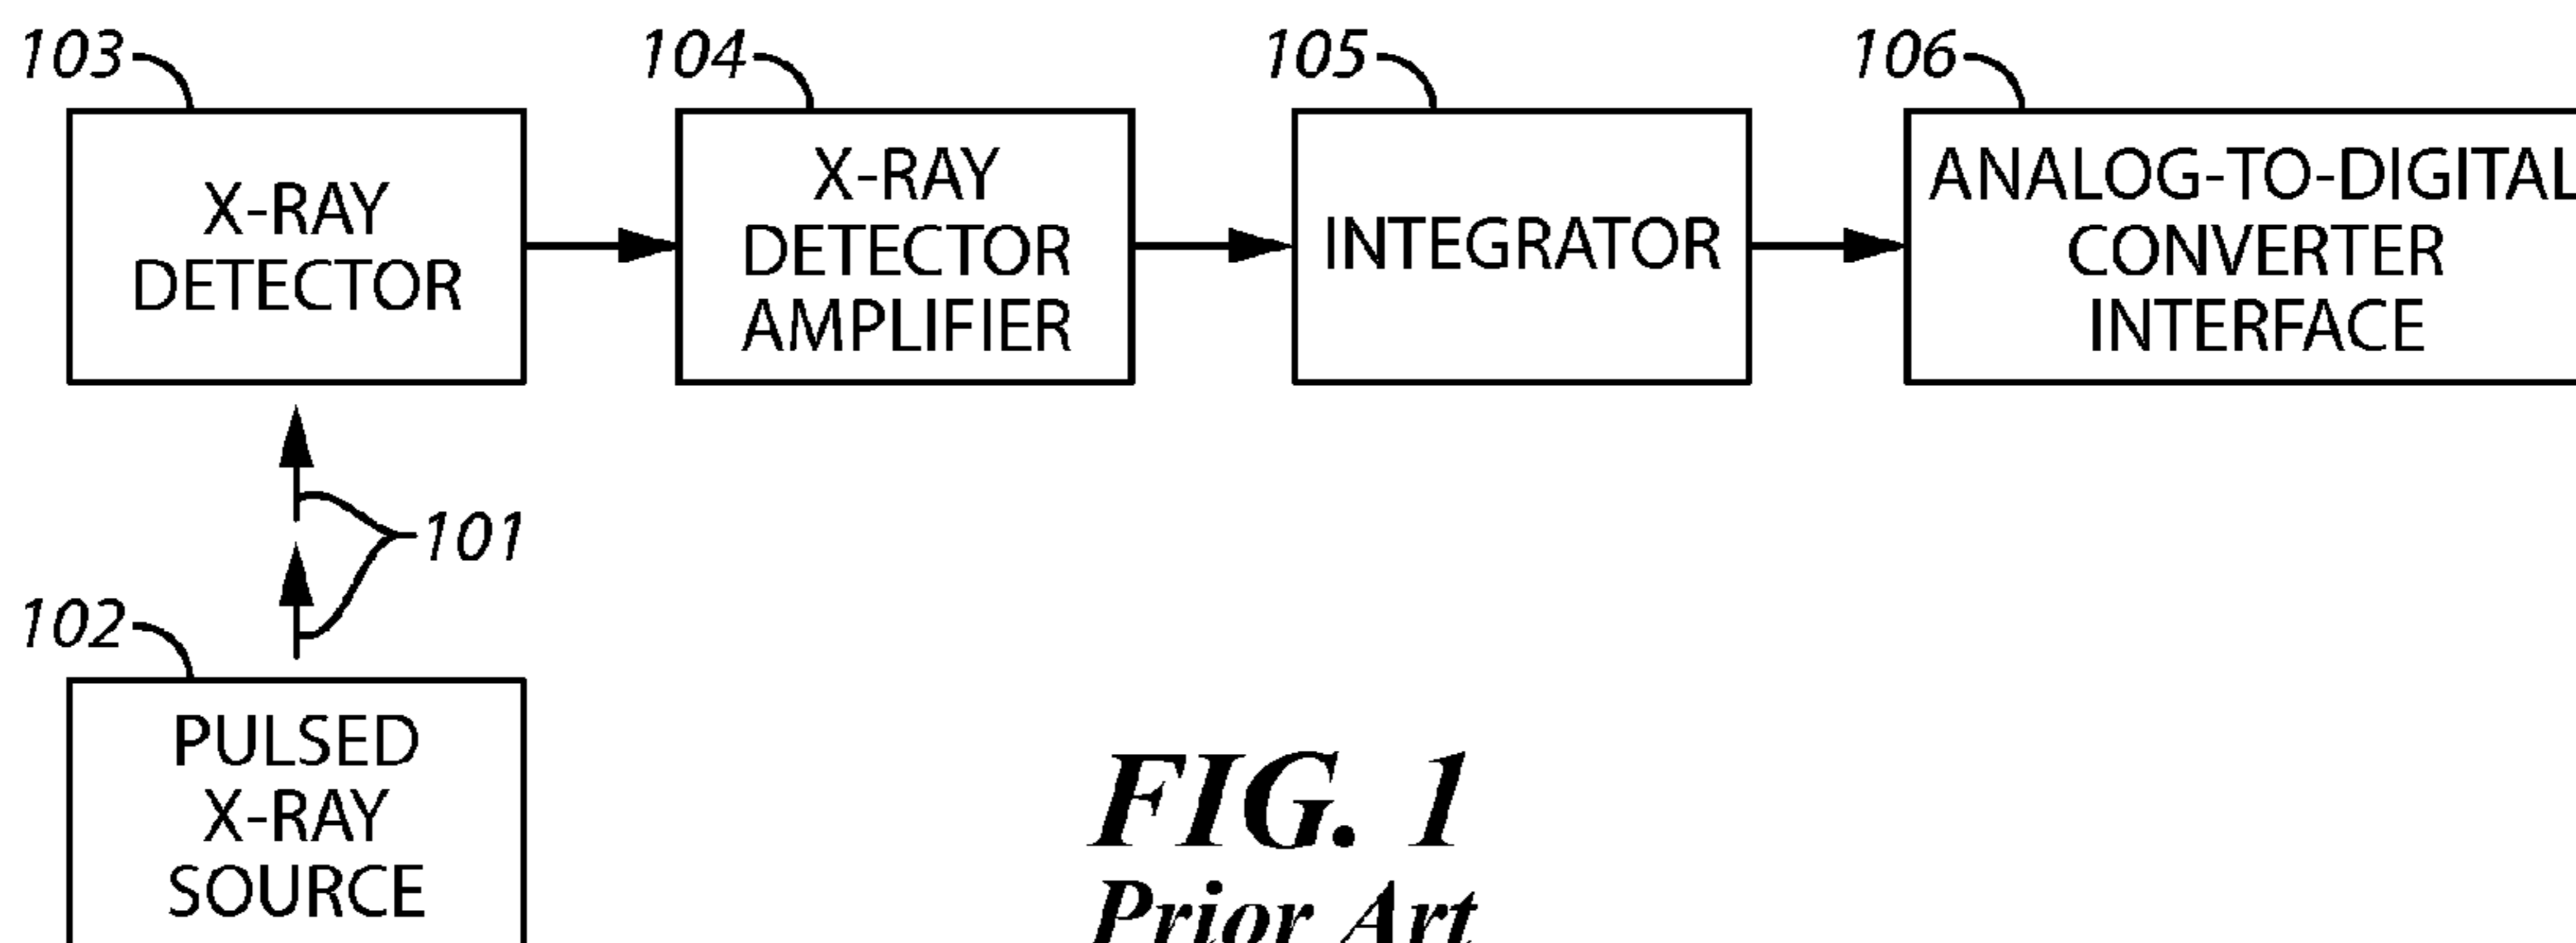 103
104
105
106
X-RAY
DETECTOR
X-RAY
DETECTOR
AMPLIFIER
INTEGRATOR
ANALOG-TO-DIGITAL
CONVERTER
INTERFACE
101
102
PULSED
X-RAY
SOURCE
FIG. 1
Prior Art